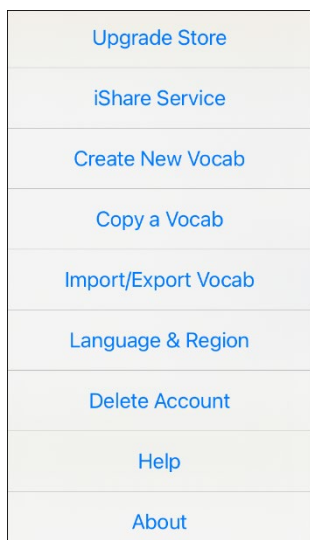 Upgrade Store
iShare Service
Create New Vocab
Copy a Vocab
Import/Export Vocab
Language & Region
Delete Account
Help
About